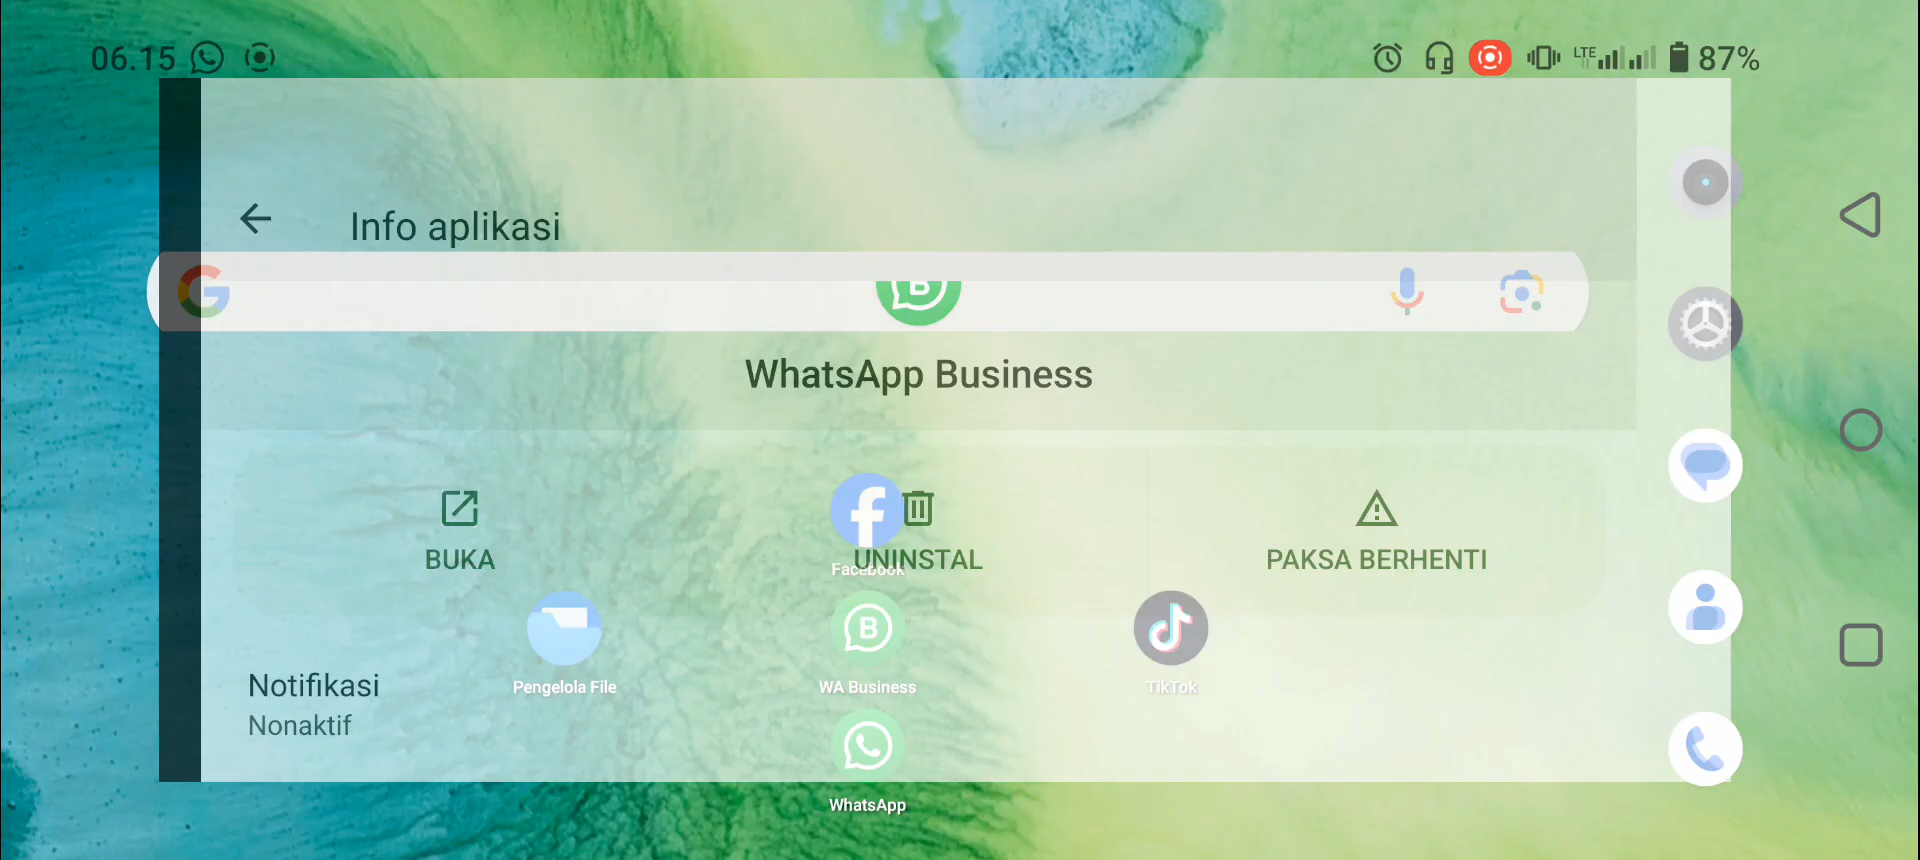 06.15
LTE
87%
Info aplikasi
WhatsApp Business
BUKA
UNINSTAL
PAKSA BERHENTI
Facebook
Pengelola File
WA Business
TikTok
Notifikasi
Nonaktif
WhatsApp